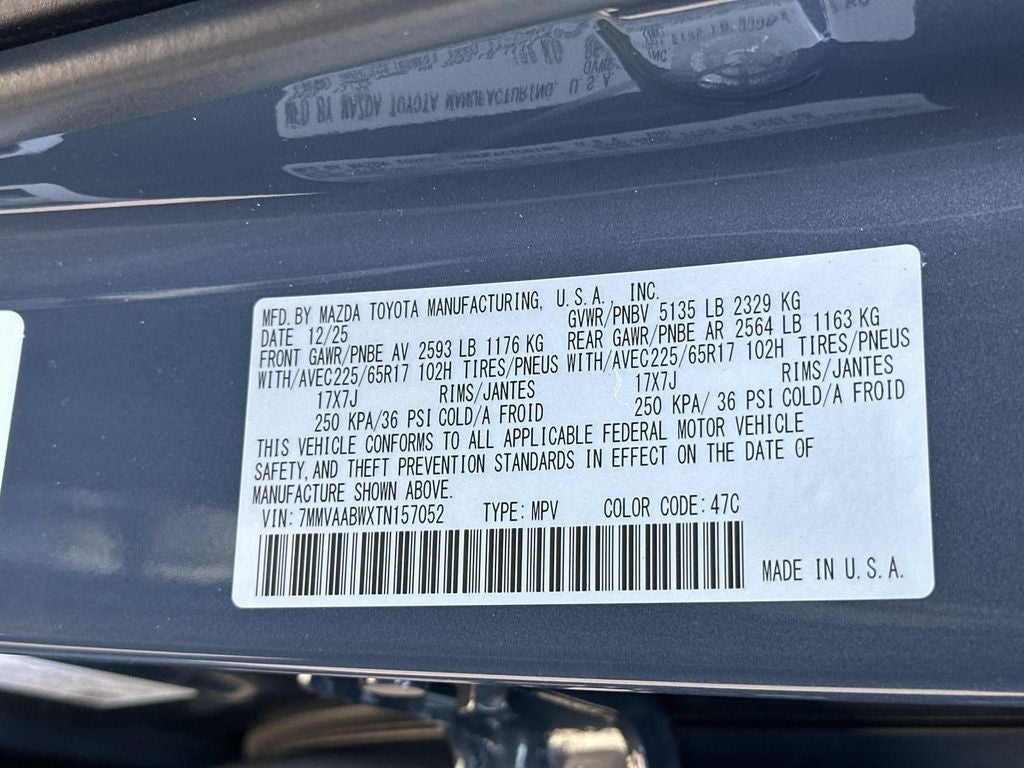 MFD. BY MAZDA TOYOTA MANUFACTURING, U.S.A., INC.
DATE 12/25 GVWR/PNBV 5135 LB 2329 KG
FRONT GAWR/PNBE AV 2593 LB 1176 KG REAR GAWR/PNBE AR 2564 LB 1163 KG
WITH/AVEC225/65R17 102H TIRES/PNEUS WITH/AVEC225/65R17 102H TIRES/PNEUS
17X7J RIMS/JANTES 17X7J RIMS/JANTES
250 KPA/36 PSI COLD/A FROID 250 KPA/ 36 PSI COLD/A FROID
THIS VEHICLE CONFORMS TO ALL APPLICABLE FEDERAL MOTOR VEHICLE
SAFETY, AND THEFT PREVENTION STANDARDS IN EFFECT ON THE DATE OF
MANUFACTURE SHOWN ABOVE.
VIN: 7MMVAABWXTN157052 TYPE: MPV COLOR CODE: 47C
MADE IN U.S.A.